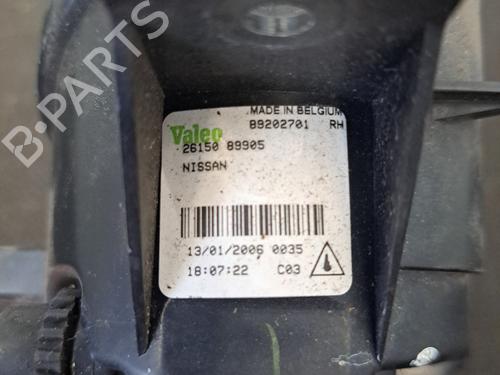 B-PARTS
MADE IN BELGIUM
Valeo 89202701 RH
26150 89905
NISSAN
13/01/2006 0035
18:07:22 C03